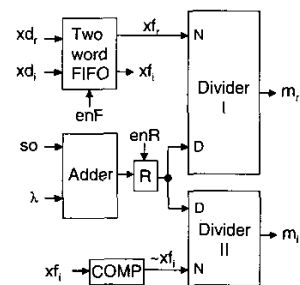 xd_r Two word FIFO xf_r N Divider I m_r
xd_i xf_i
enF
enR
so Adder R D
λ
D Divider II m_i
xf_i COMP ~xf_i N